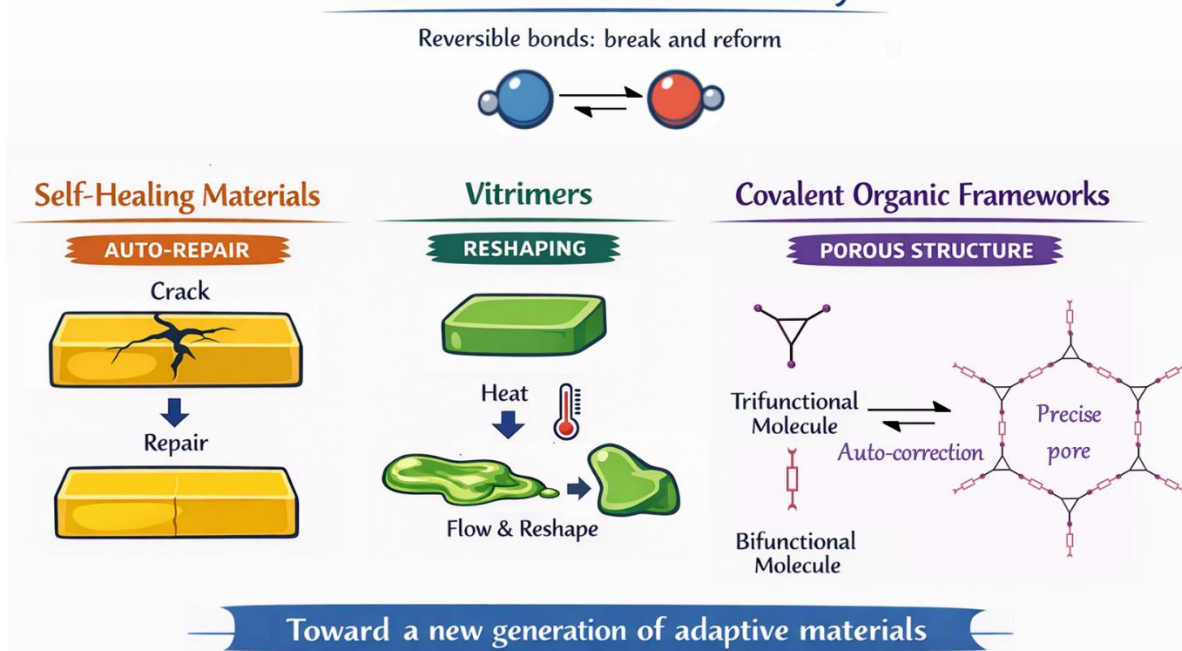 Reversible bonds: break and reform
Self-Healing Materials
AUTO-REPAIR
Crack
Repair
Vitrimers
RESHAPING
Heat
Flow & Reshape
Covalent Organic Frameworks
POROUS STRUCTURE
Trifunctional
Molecule
Auto-correction
Bifunctional
Molecule
Precise
pore
Toward a new generation of adaptive materials